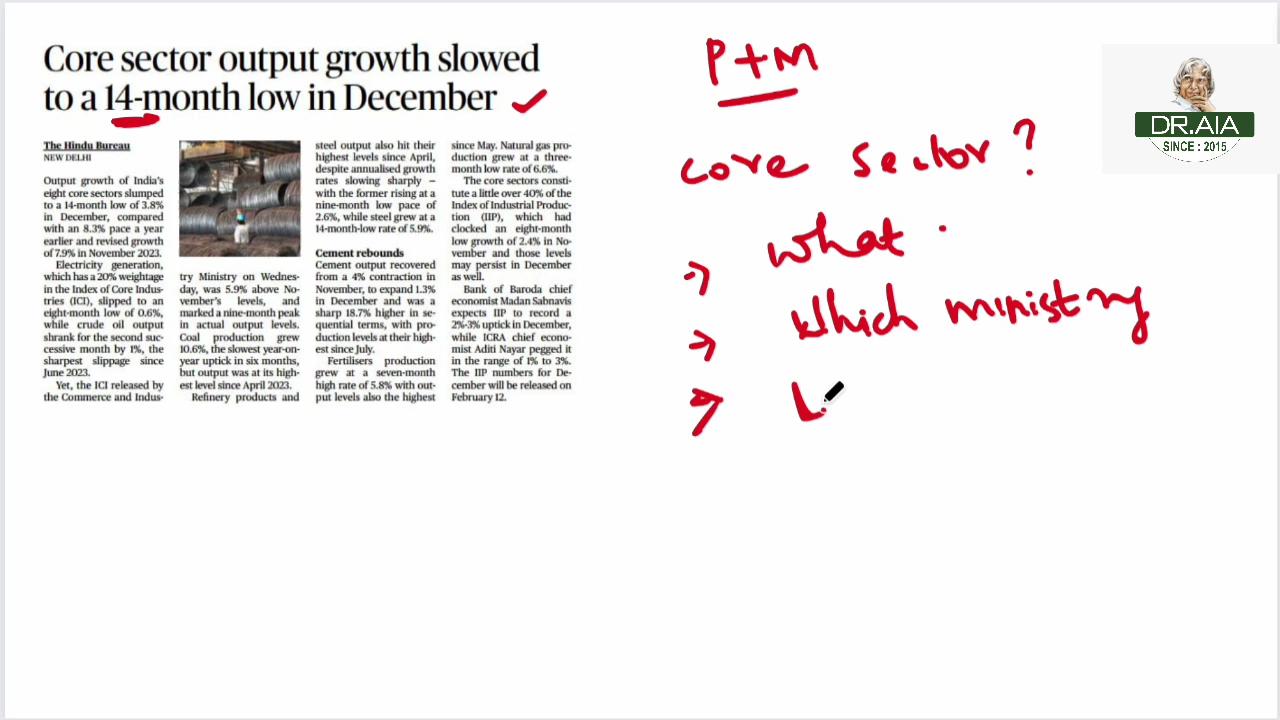 Core sector output growth slowed
to a 14-month low in December
The Hindu Bureau
NEW DELHI
Output growth of India's
eight core sectors slumped
to a 14-month low of 3.8%
in December, compared
with an 8.3% pace a year
earlier and revised growth
of 7.9% in November 2023.
Electricity generation,
which has a 20% weightage
in the Index of Core Indus-
tries (ICI), slipped to an
eight-month low of 0.6%,
while crude oil output
shrank for the second suc-
cessive month by 1%, the
sharpest slippage since
June 2023.
Yet, the ICI released by
the Commerce and Indus-
try Ministry on Wednes-
day, was 5.9% above No-
vember's levels, and
marked a nine-month peak
in actual output levels.
Coal production grew
10.6%, the slowest year-on-
year uptick in six months,
but output was at its high-
est level since April 2023.
Refinery products and
steel output also hit their
highest levels since April,
despite annualised growth
rates slowing sharply –
with the former rising at a
nine-month low pace of
2.6%, while steel grew at a
14-month-low rate of 5.9%.
Cement rebounds
Cement output recovered
from a 4% contraction in
November, to expand 1.3%
in December and was a
sharp 18.7% higher in se-
quential terms, with pro-
duction levels at their high-
est since July.
Fertilisers production
grew at a seven-month
high rate of 5.8% with out-
put levels also the highest
since May. Natural gas pro-
duction grew at a three-
month low rate of 6.6%.
The core sectors consti-
tute a little over 40% of the
Index of Industrial Produc-
tion (IIP), which had
clocked an eight-month
low growth of 2.4% in No-
vember and those levels
may persist in December
as well.
Bank of Baroda chief
economist Madan Sabnavis
expects IIP to record a
2%-3% uptick in December,
while ICRA chief econo-
mist Aditi Nayar pegged it
in the range of 1% to 3%.
The IIP numbers for De-
cember will be released on
February 12.
P+M
core sector?
→ what.
→ which ministry
→
DR.AIA
SINCE : 2015